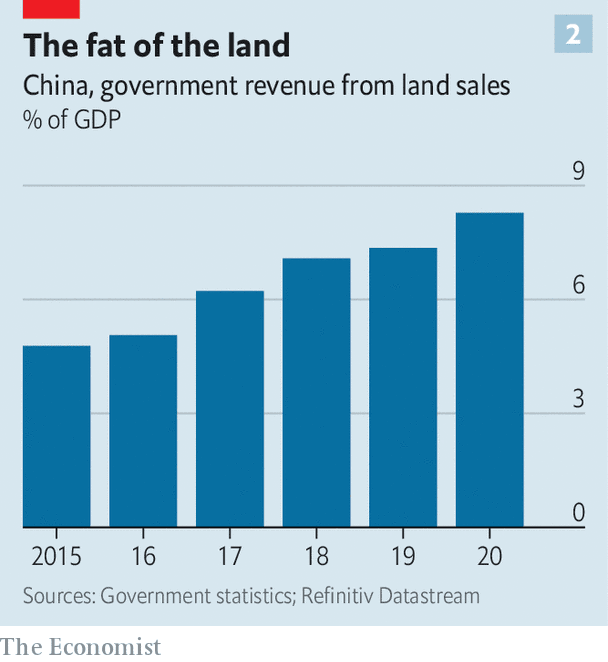 The fat of the land
2
China, government revenue from land sales
% of GDP
9
6
3
0
2015 16 17 18 19 20
Sources: Government statistics; Refinitiv Datastream
The Economist